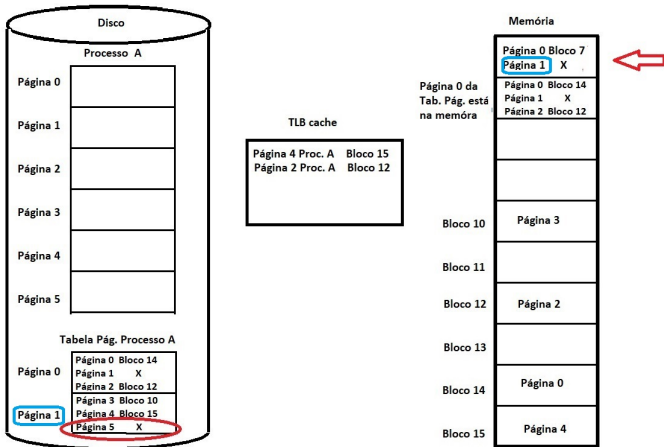 Disco
Processo A
Página 0
Página 1
Página 2
Página 3
Página 4
Página 5
Tabela Pág. Processo A
Página 0
Página 0 Bloco 14
Página 1 X
Página 2 Bloco 12
Página 1
Página 3 Bloco 10
Página 4 Bloco 15
Página 5 X
TLB cache
Página 4 Proc. A Bloco 15
Página 2 Proc. A Bloco 12
Memória
Página 0 Bloco 7
Página 1 X
Página 0 da
Tab. Pág. está
na memóra
Página 0 Bloco 14
Página 1 X
Página 2 Bloco 12
Bloco 10 Página 3
Bloco 11
Bloco 12 Página 2
Bloco 13
Bloco 14 Página 0
Bloco 15 Página 4